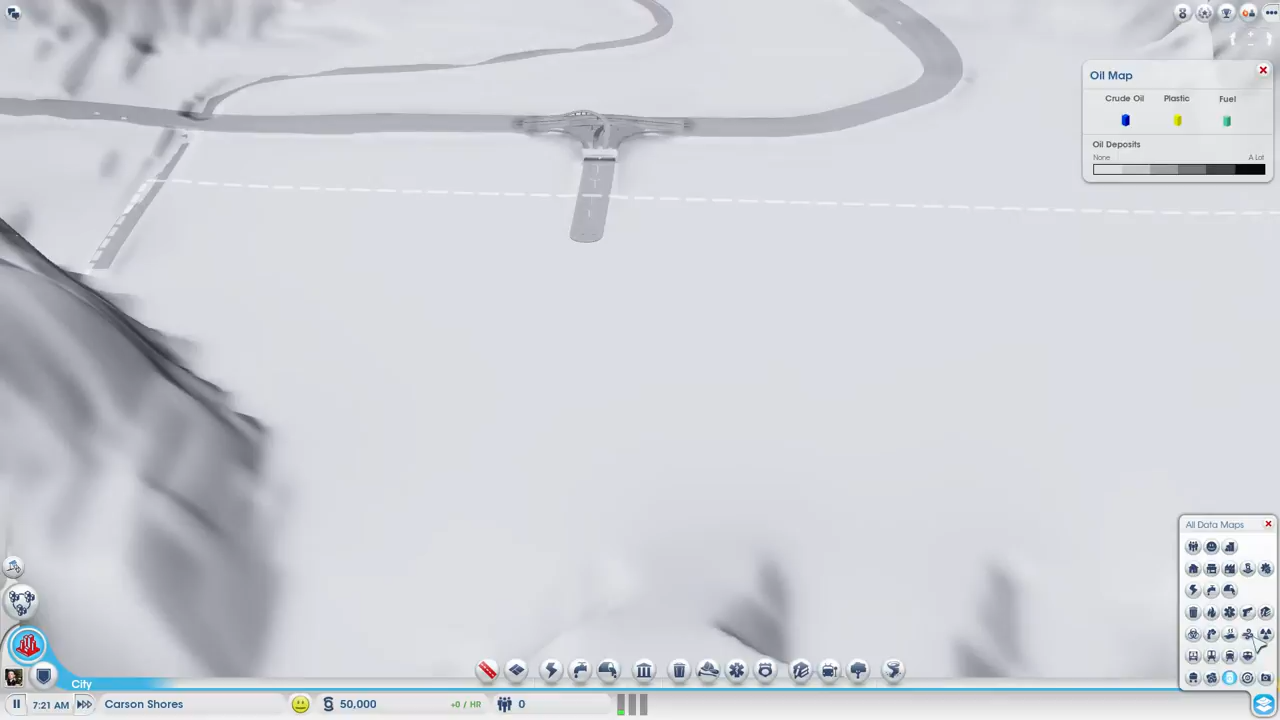 Oil Map
Crude Oil Plastic Fuel
Oil Deposits
None A Lot
All Data Maps
City
7:21 AM Carson Shores 50,000 +0 / HR 0